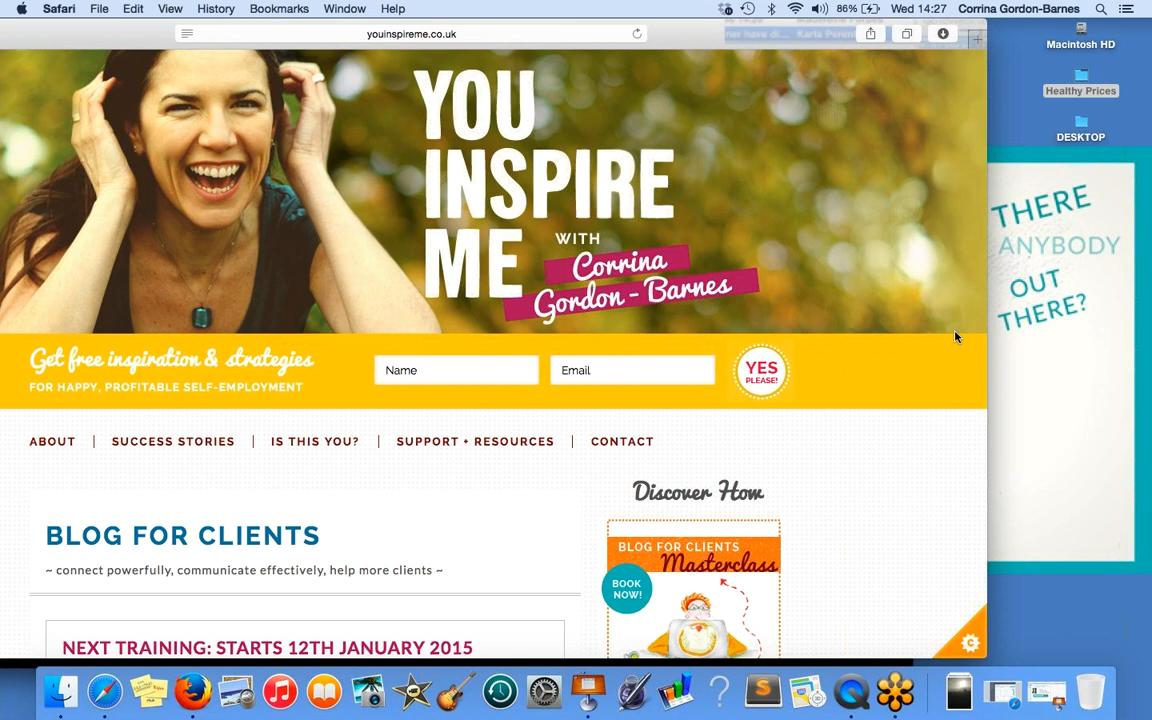 Safari File Edit View History Bookmarks Window Help 86% Wed 14:27 Corrina Gordon-Barnes
youinspireme.co.uk
Macintosh HD
Healthy Prices
DESKTOP
YOU
INSPIRE
ME
WITH
Corrina
Gordon - Barnes
THERE
ANYBODY
OUT
THERE?
Get free inspiration & strategies
FOR HAPPY, PROFITABLE SELF-EMPLOYMENT
Name
Email
YES
PLEASE!
ABOUT | SUCCESS STORIES | IS THIS YOU? | SUPPORT + RESOURCES | CONTACT
BLOG FOR CLIENTS
~ connect powerfully, communicate effectively, help more clients ~
NEXT TRAINING: STARTS 12TH JANUARY 2015
Discover How
BLOG FOR CLIENTS
Masterclass
BOOK
NOW!